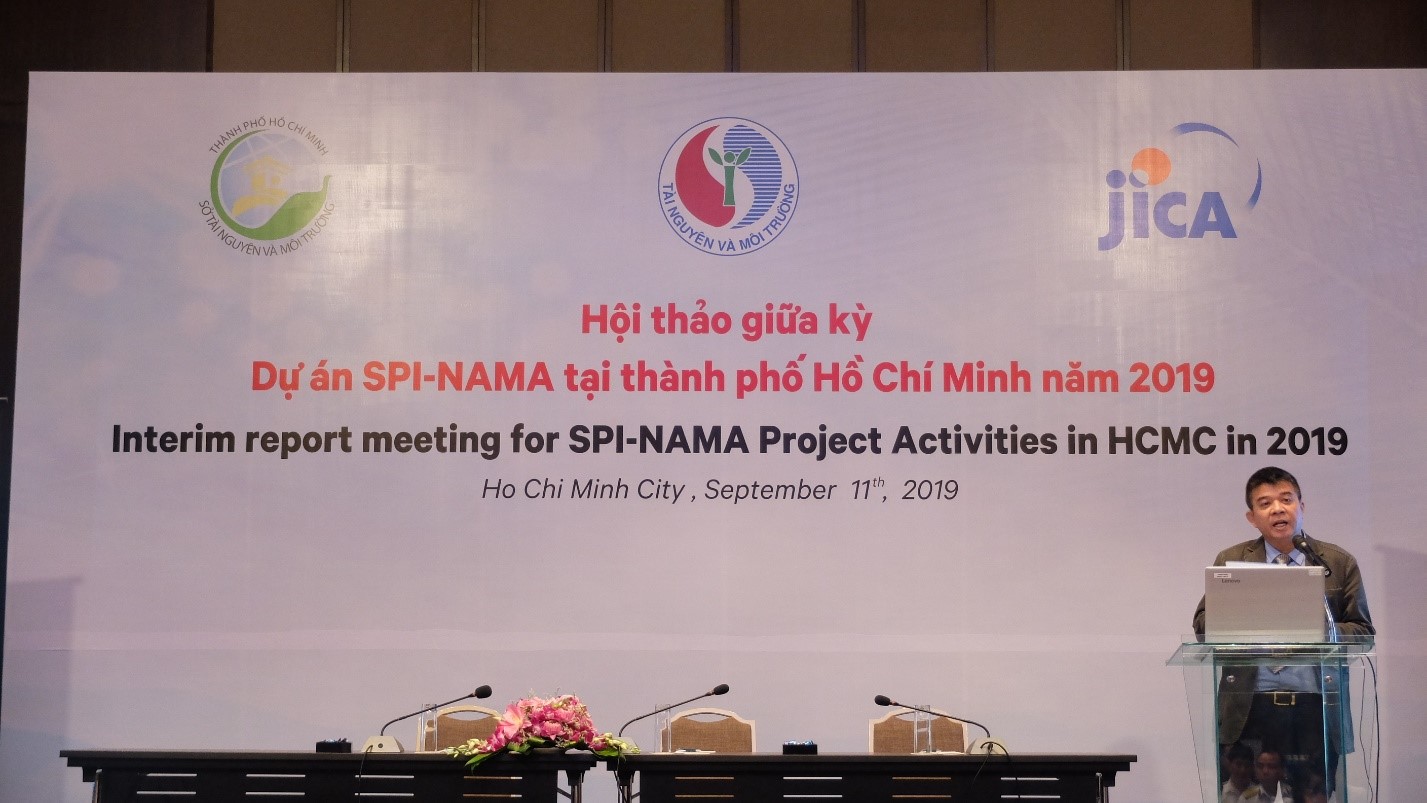 THÀNH PHỐ HỒ CHÍ MINH
SỞ TÀI NGUYÊN VÀ MÔI TRƯỜNG
TÀI NGUYÊN VÀ MÔI TRƯỜNG
jICA
Hội thảo giữa kỳ
Dự án SPI-NAMA tại thành phố Hồ Chí Minh năm 2019
Interim report meeting for SPI-NAMA Project Activities in HCMC in 2019
Ho Chi Minh City , September 11th, 2019
Lenovo